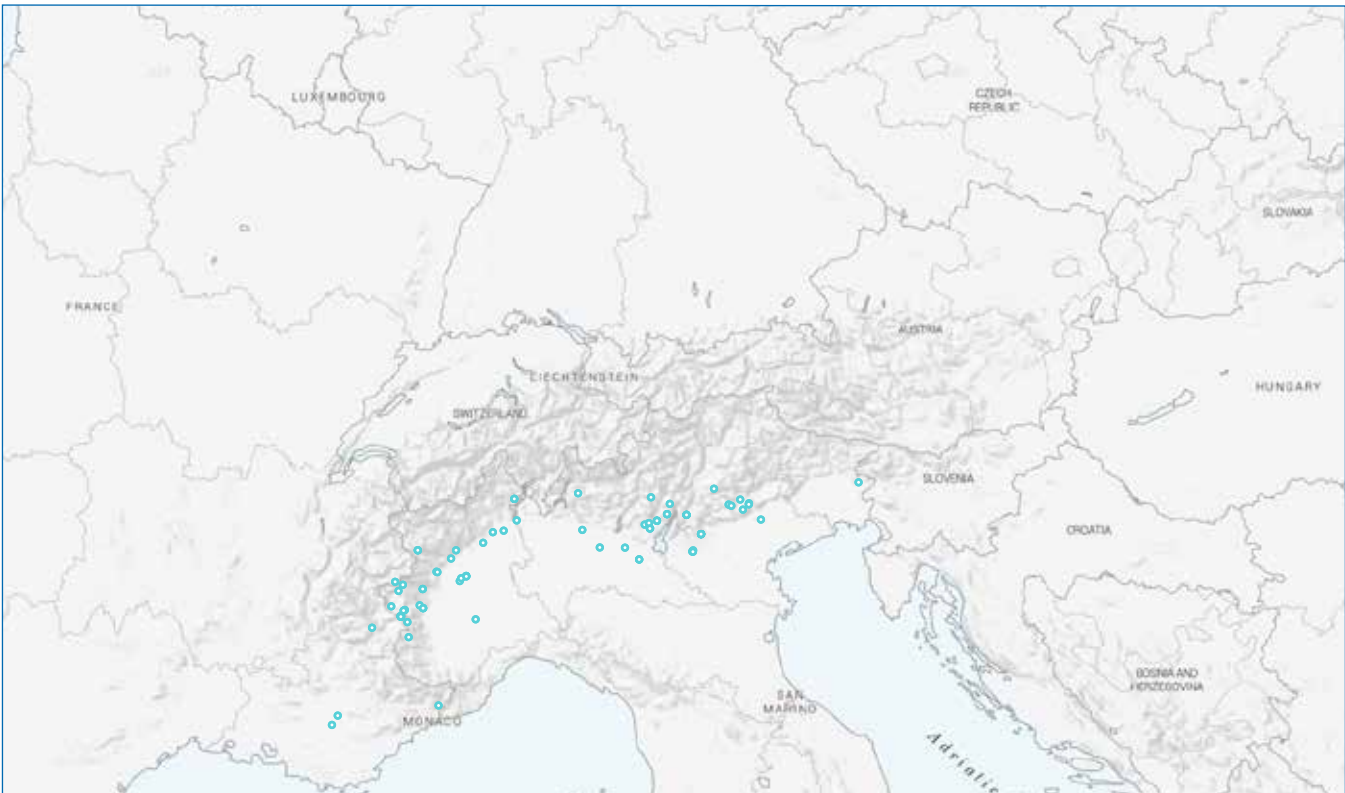 LUXEMBOURG
CZECH
REPUBLIC
SLOVAKIA
FRANCE
AUSTRIA
LIECHTENSTEIN
HUNGARY
SWITZERLAND
SLOVENIA
CROATIA
BOSNIA AND
HERZEGOVINA
SAN
MARINO
MONACO
Adriatic